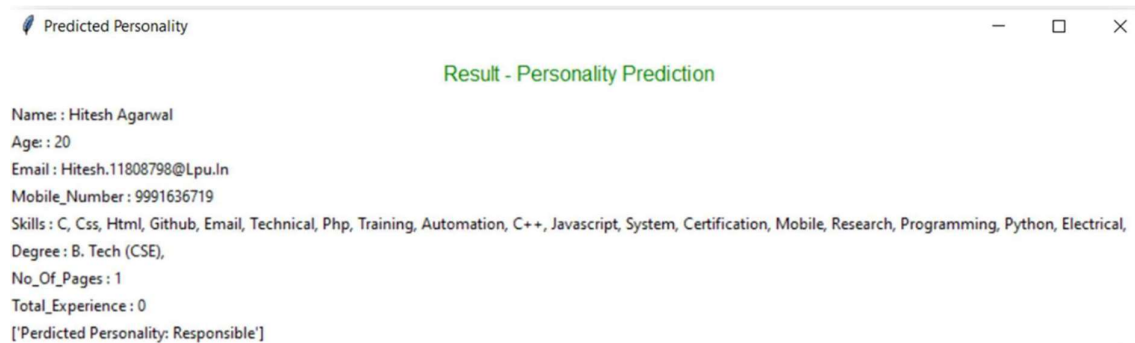 Predicted Personality
Result - Personality Prediction
Name: : Hitesh Agarwal
Age: : 20
Email : Hitesh.11808798@Lpu.In
Mobile_Number : 9991636719
Skills : C, Css, Html, Github, Email, Technical, Php, Training, Automation, C++, Javascript, System, Certification, Mobile, Research, Programming, Python, Electrical,
Degree : B. Tech (CSE),
No_Of_Pages : 1
Total_Experience : 0
['Perdicted Personality: Responsible']